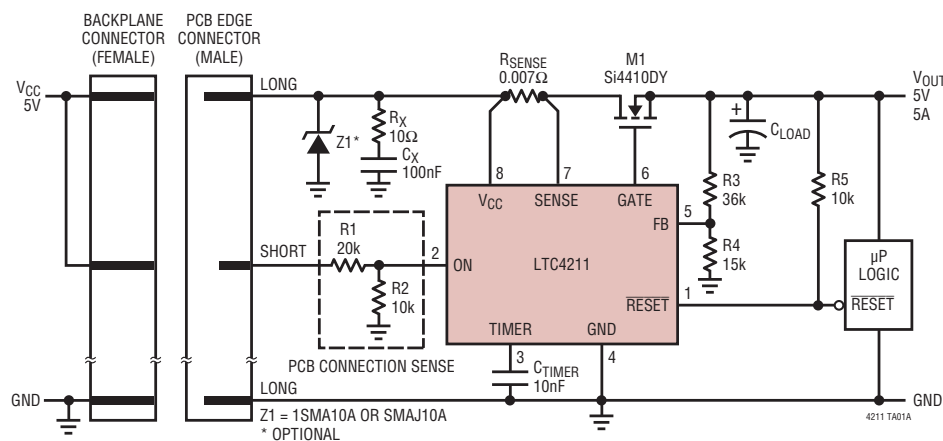 BACKPLANE
CONNECTOR
(FEMALE)
PCB EDGE
CONNECTOR
(MALE)
LONG
VCC
5V
RSENSE
0.007Ω
M1
Si4410DY
VOUT
5V
5A
Z1*
RX
10Ω
CX
100nF
+
CLOAD
8
7
6
VCC
SENSE
GATE
R3
36k
R5
10k
5
FB
SHORT
R1
20k
2
ON
LTC4211
R4
15k
µP
LOGIC
R2
10k
1
RESET
RESET
TIMER
GND
PCB CONNECTION SENSE
3
4
CTIMER
10nF
LONG
GND
GND
Z1 = 1SMA10A OR SMAJ10A
* OPTIONAL
4211 TA01A